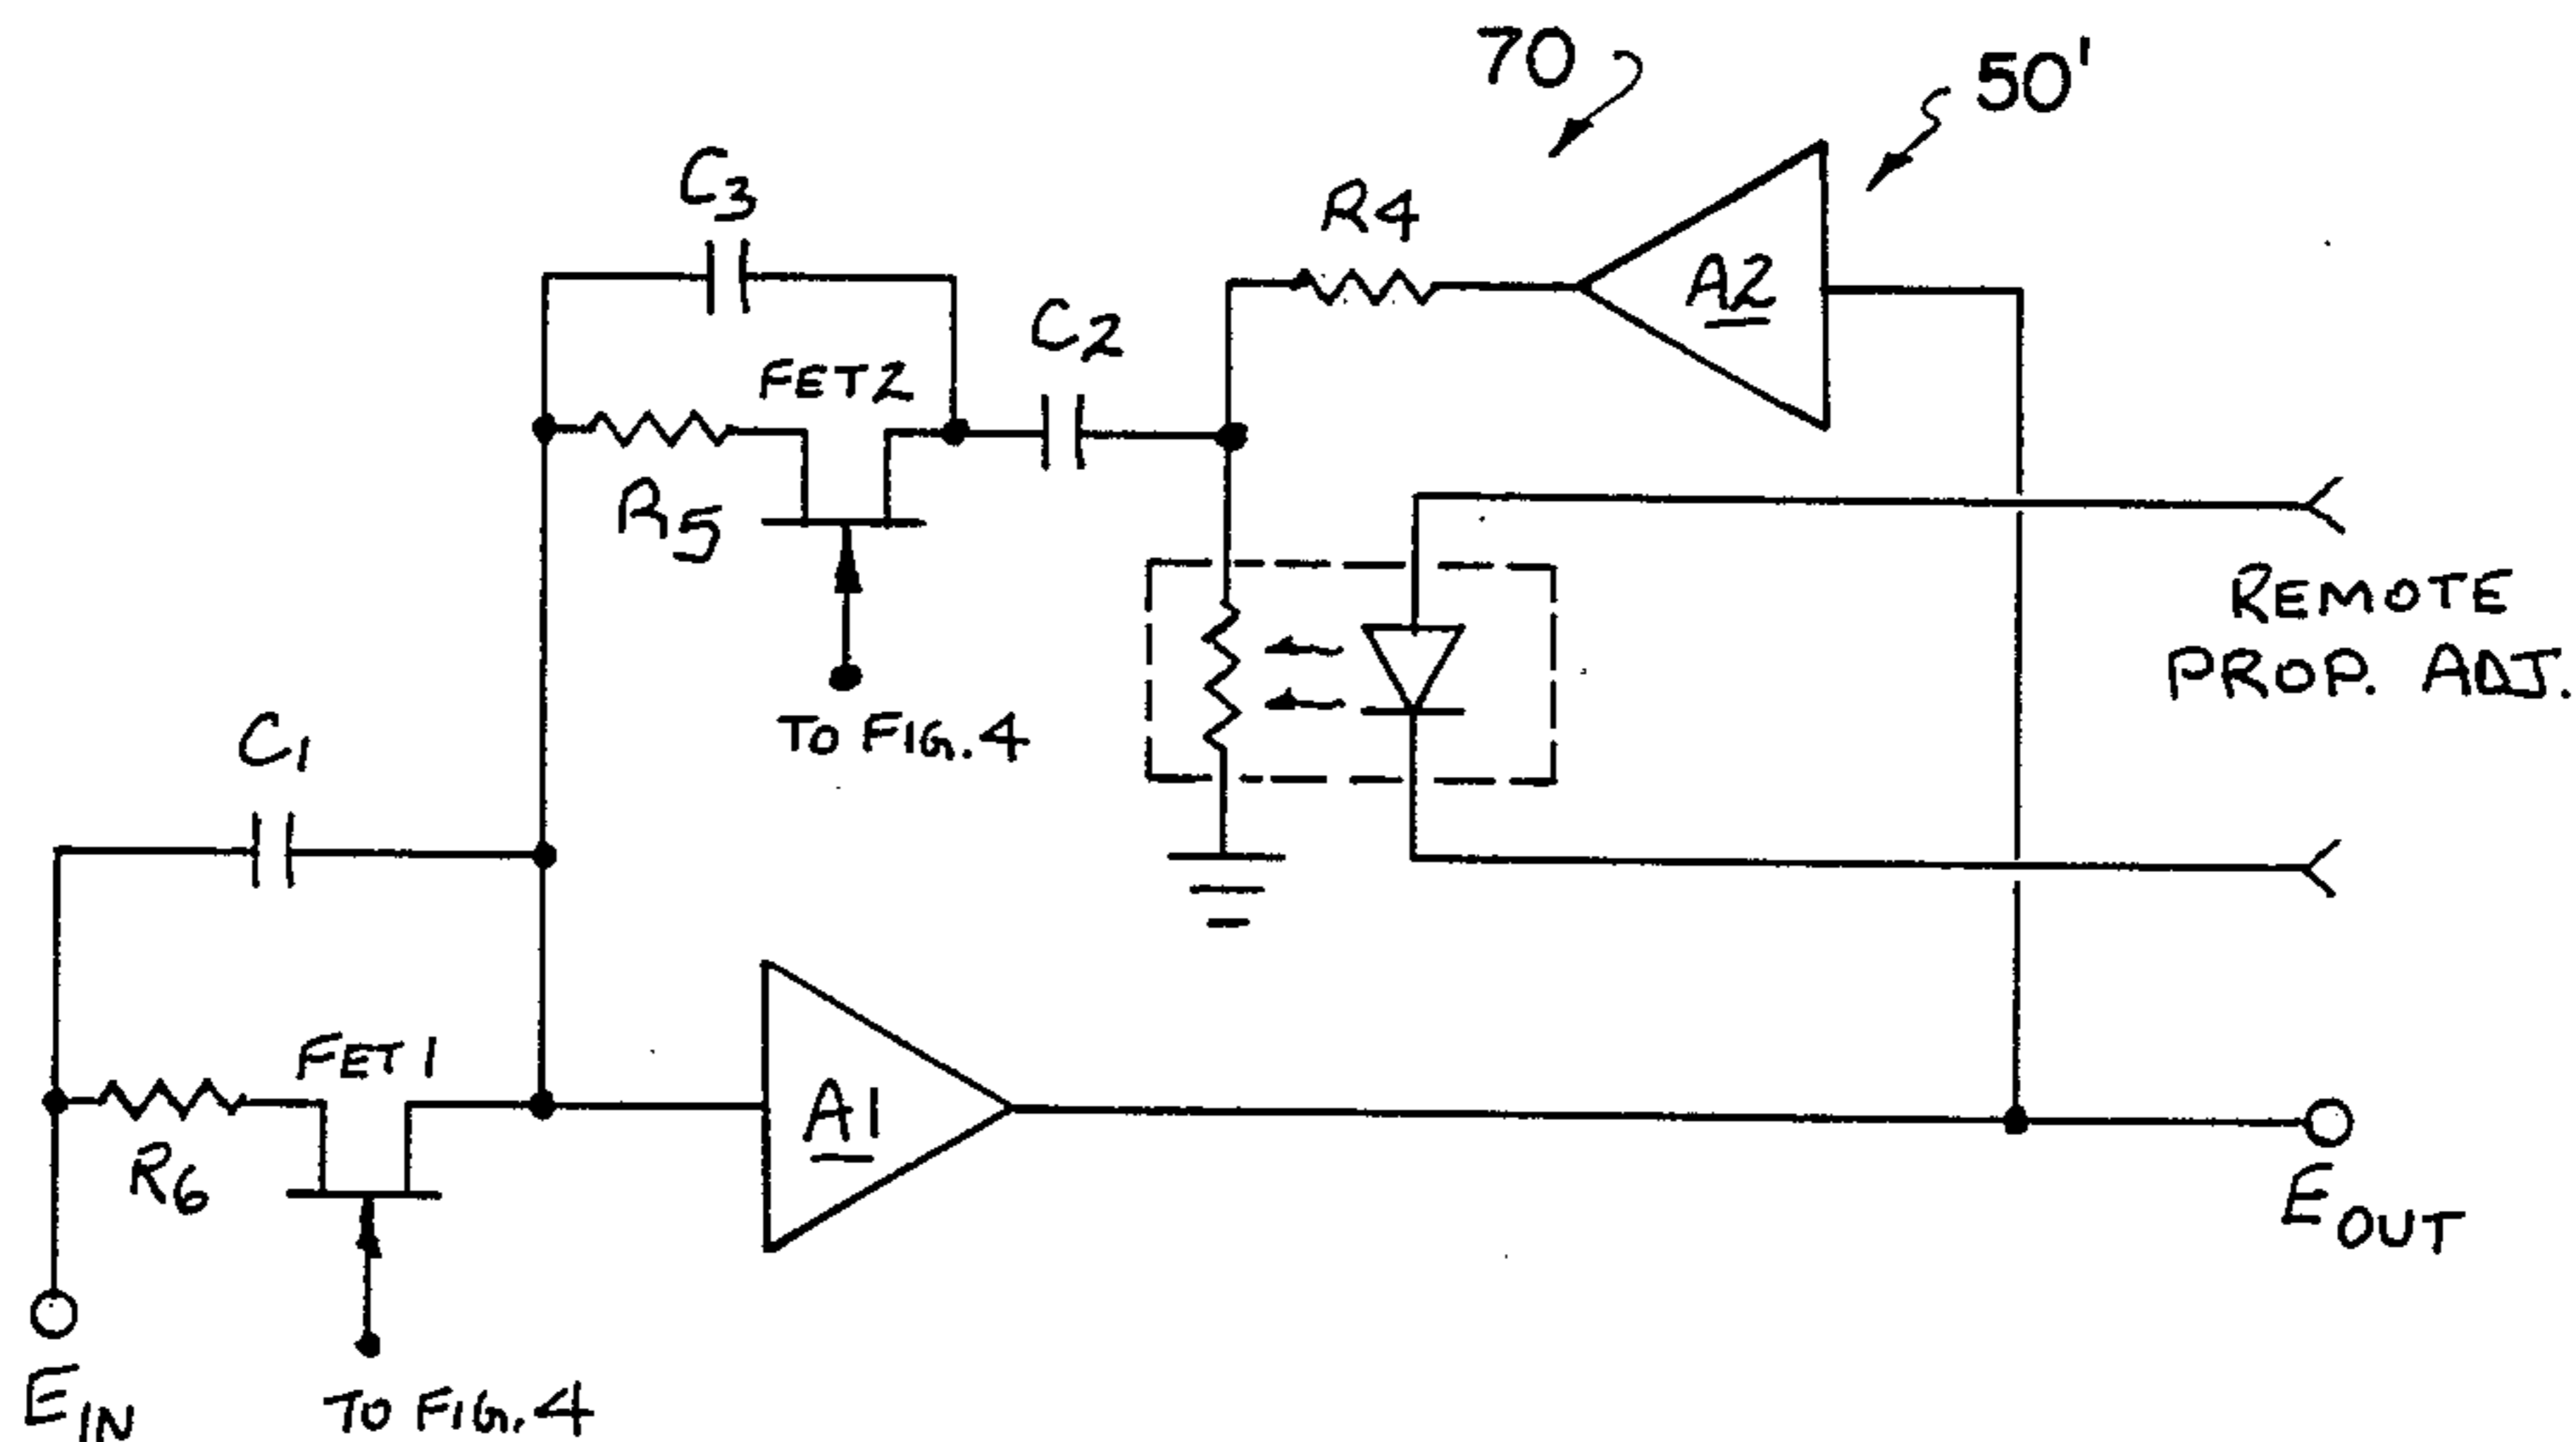 70
50'
C3
R4
A2
C2
FET2
R5
REMOTE
PROP. ADJ.
TO FIG. 4
C1
FET1
A1
R6
EOUT
EIN
TO FIG. 4